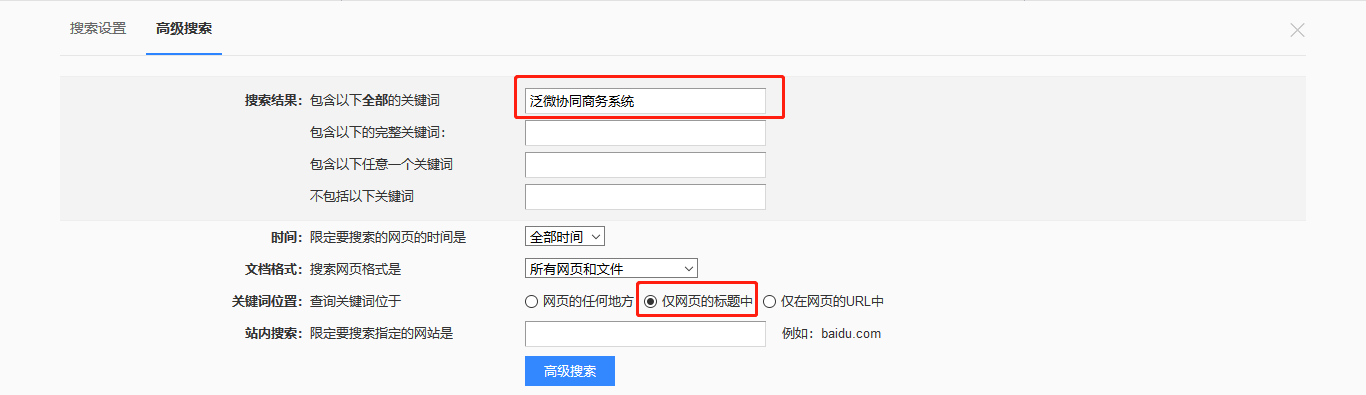 搜索设置 高级搜索
搜索结果：包含以下全部的关键词 泛微协同商务系统
包含以下的完整关键词：
包含以下任意一个关键词
不包括以下关键词
时间：限定要搜索的网页的时间是 全部时间
文档格式：搜索网页格式是 所有网页和文件
关键词位置：查询关键词位于 网页的任何地方 仅网页的标题中 仅在网页的URL中
站内搜索：限定要搜索指定的网站是 例如：baidu.com
高级搜索